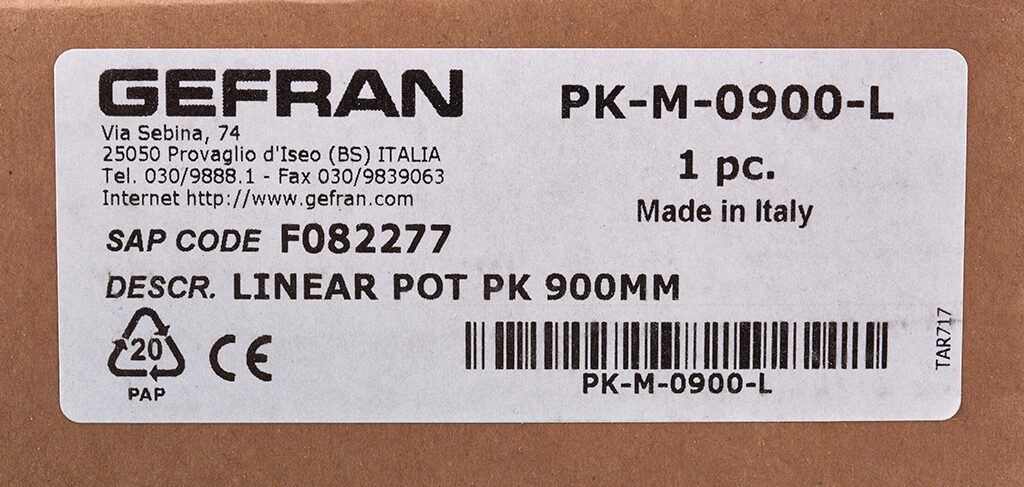 GEFRAN
Via Sebina, 74
25050 Provaglio d'Iseo (BS) ITALIA
Tel. 030/9888.1 - Fax 030/9839063
Internet http://www.gefran.com
PK-M-0900-L
1 pc.
Made in Italy
SAP CODE F082277
DESCR. LINEAR POT PK 900MM
20
PAP
CE
PK-M-0900-L
TAR717